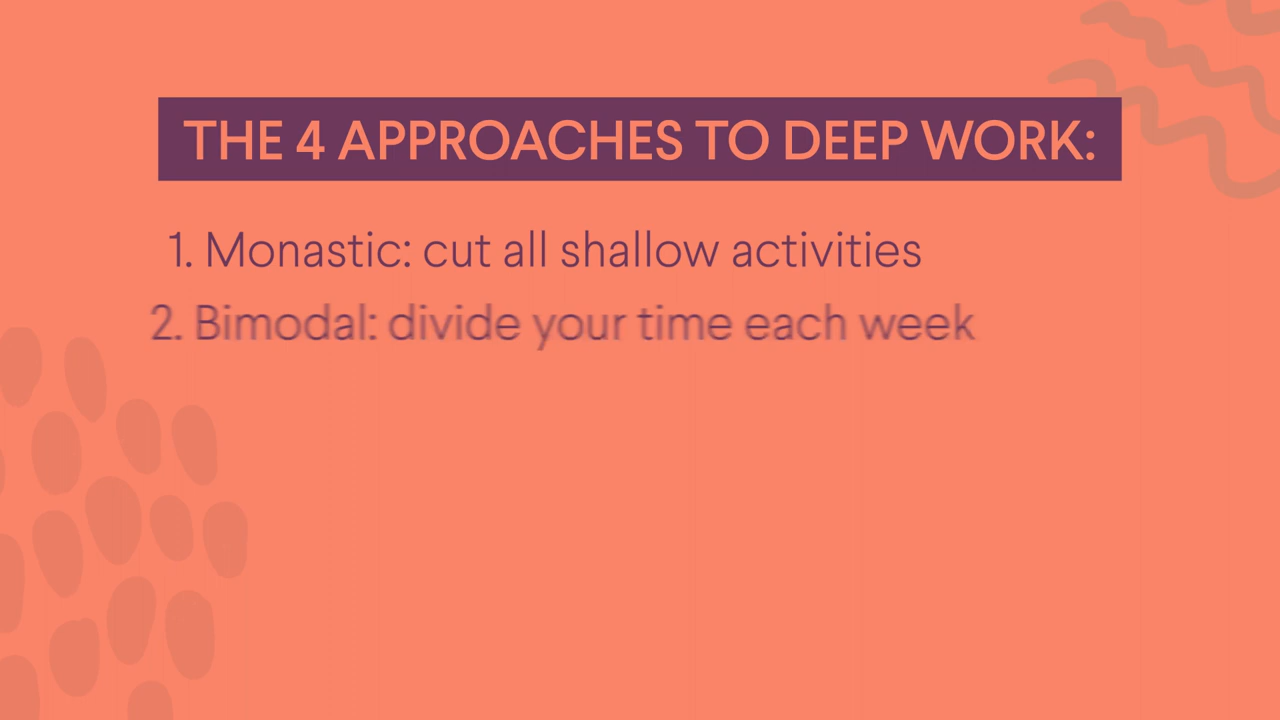 THE 4 APPROACHES TO DEEP WORK:
1. Monastic: cut all shallow activities
2. Bimodal: divide your time each week